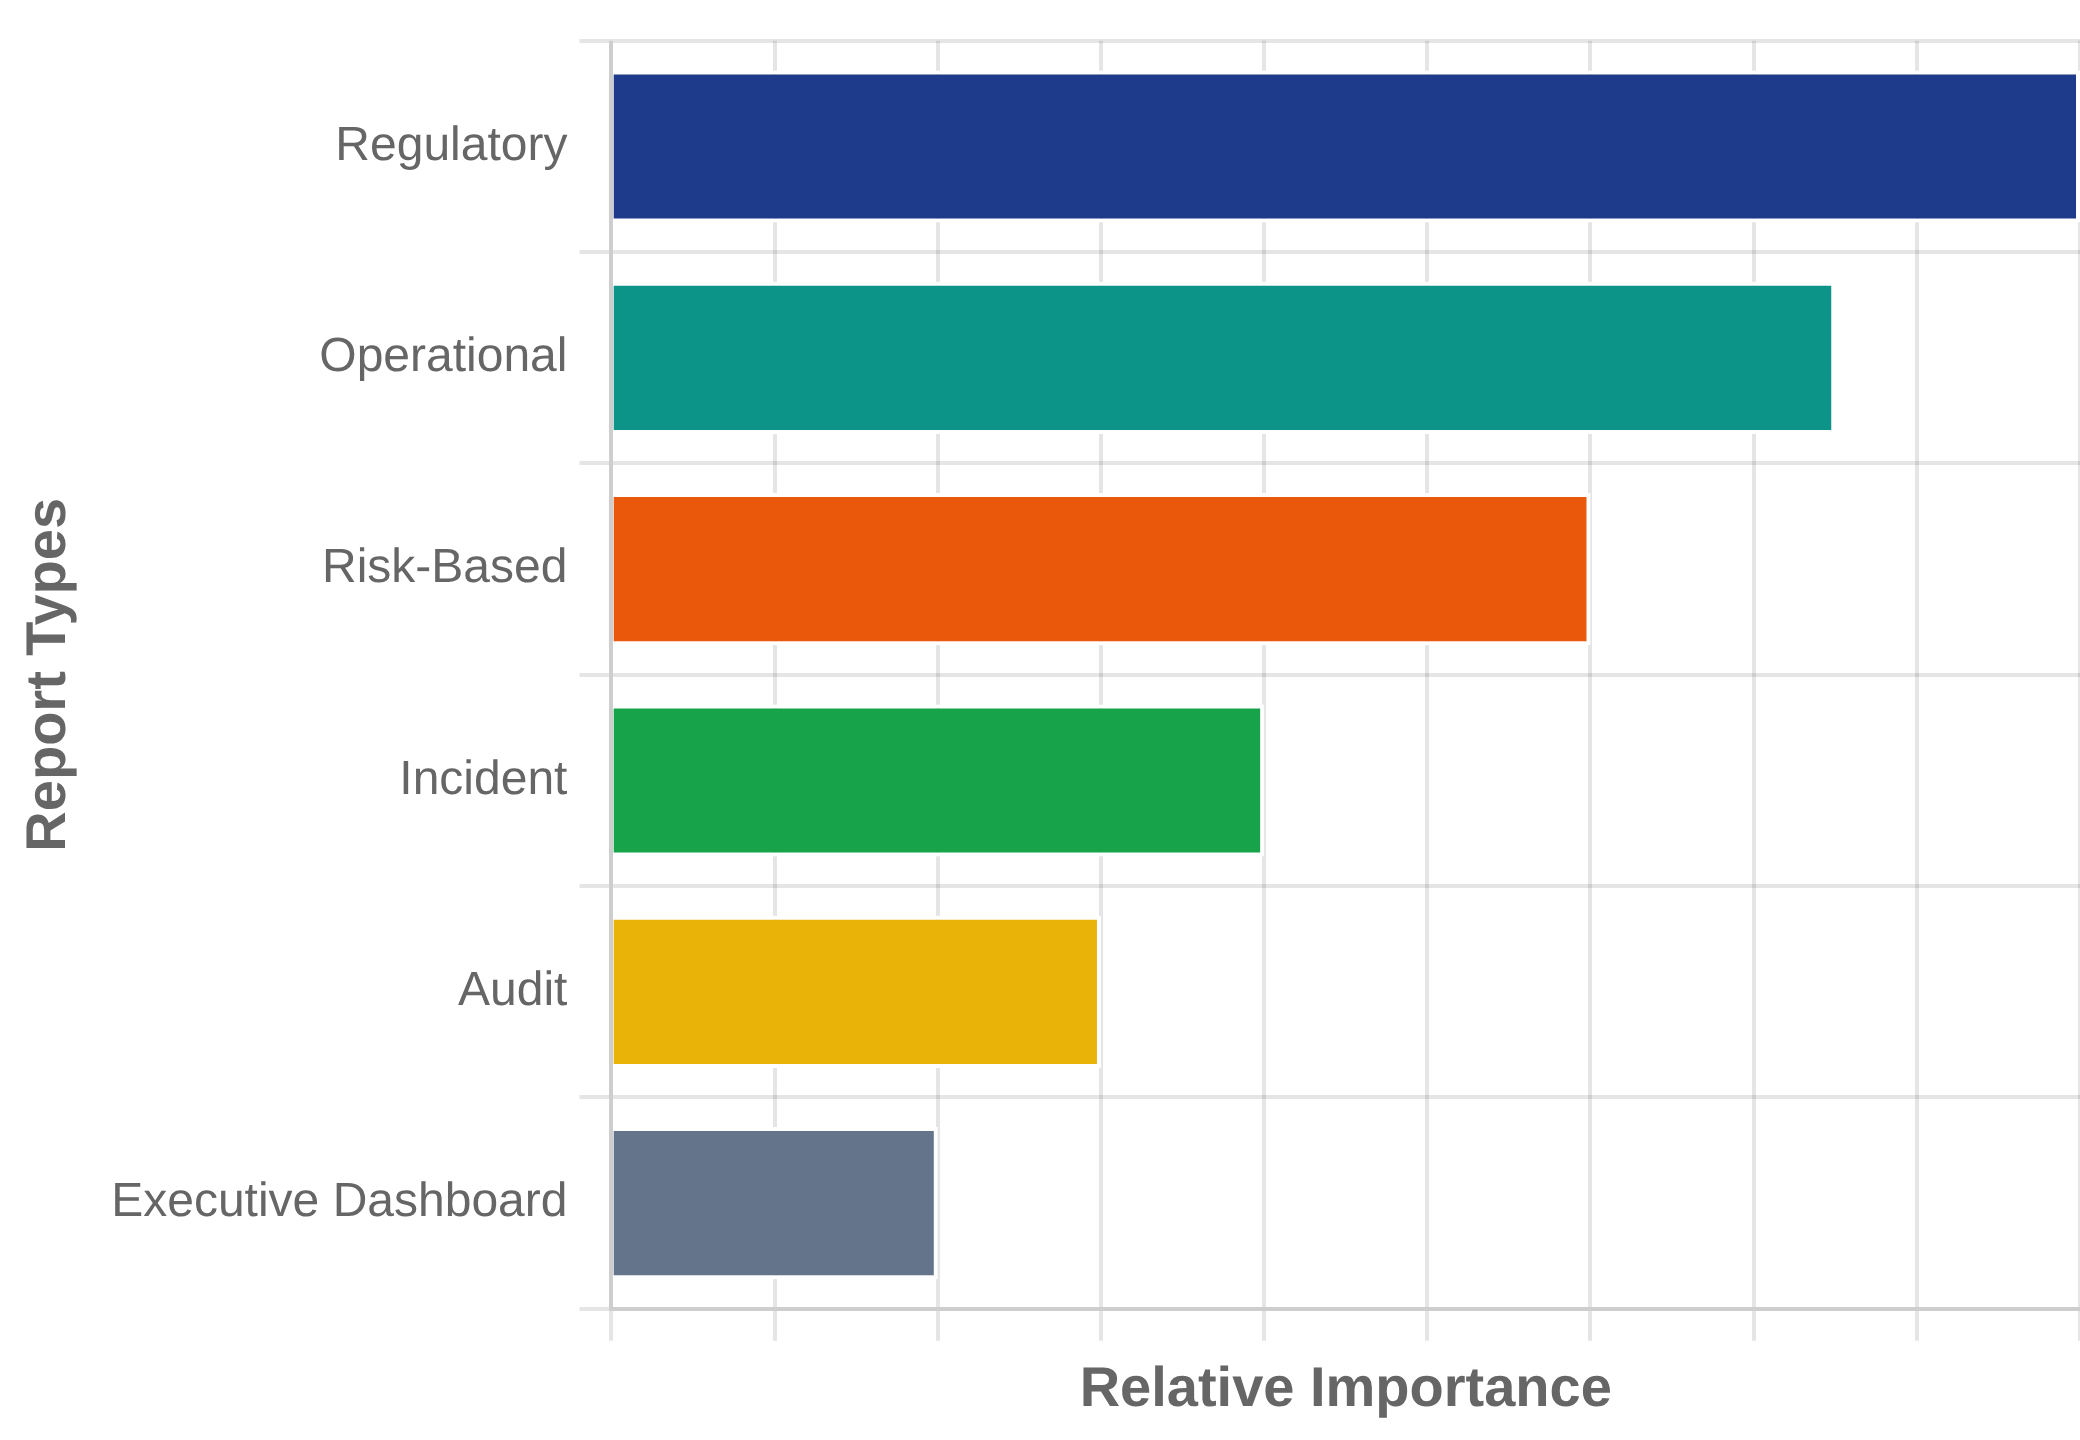 Regulatory
Operational
Risk-Based
Incident
Audit
Executive Dashboard
Report Types
Relative Importance